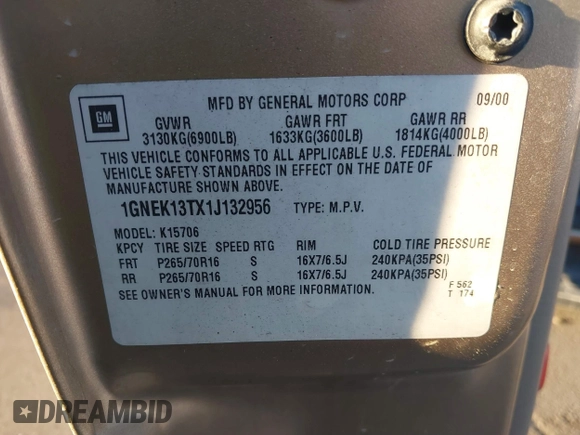 GM
MFD BY GENERAL MOTORS CORP 09/00
GVWR GAWR FRT GAWR RR
3130KG(6900LB) 1633KG(3600LB) 1814KG(4000LB)
THIS VEHICLE CONFORMS TO ALL APPLICABLE U.S. FEDERAL MOTOR
VEHICLE SAFETY STANDARDS IN EFFECT ON THE DATE OF
MANUFACTURE SHOWN ABOVE.
1GNEK13TX1J132956 TYPE: M.P.V.
MODEL: K15706
KPCY TIRE SIZE SPEED RTG RIM COLD TIRE PRESSURE
FRT P265/70R16 S 16X7/6.5J 240KPA(35PSI)
RR P265/70R16 S 16X7/6.5J 240KPA(35PSI)
SEE OWNER'S MANUAL FOR MORE INFORMATION.
F 562
T 174
DREAMBID